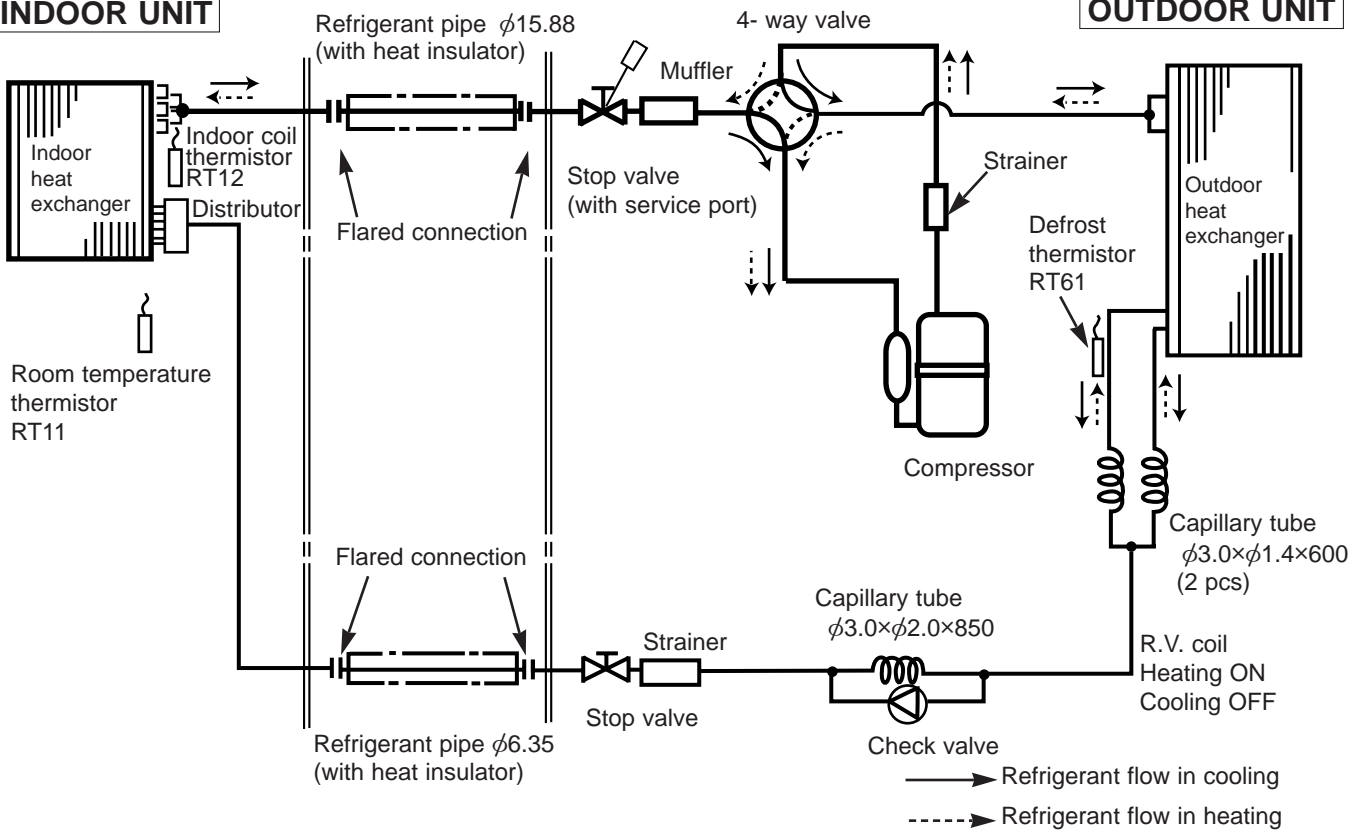 INDOOR UNIT
OUTDOOR UNIT
Refrigerant pipe ϕ15.88
(with heat insulator)
4- way valve
Muffler
Indoor
heat
exchanger
Indoor coil
thermistor
RT12
Distributor
Flared connection
Stop valve
(with service port)
Strainer
Outdoor
heat
exchanger
Defrost
thermistor
RT61
Room temperature
thermistor
RT11
Compressor
Capillary tube
ϕ3.0×ϕ1.4×600
(2 pcs)
Flared connection
Capillary tube
ϕ3.0×ϕ2.0×850
Strainer
R.V. coil
Heating ON
Cooling OFF
Stop valve
Check valve
Refrigerant pipe ϕ6.35
(with heat insulator)
Refrigerant flow in cooling
Refrigerant flow in heating